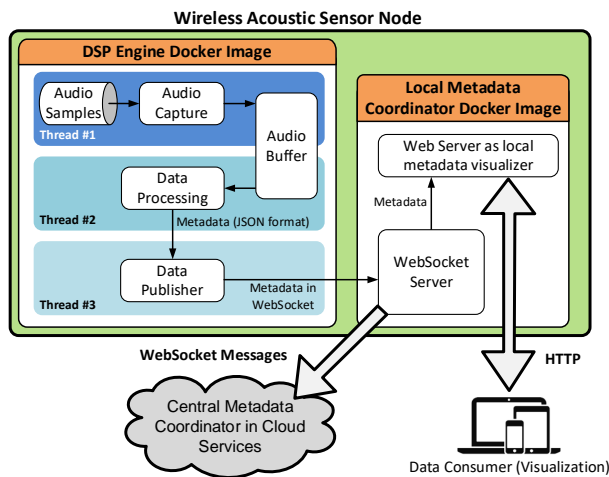 Wireless Acoustic Sensor Node
DSP Engine Docker Image
Audio
Samples
Audio
Capture
Thread #1
Audio
Buffer
Data
Processing
Thread #2
Metadata (JSON format)
Data
Publisher
Thread #3
Metadata in
WebSocket
Local Metadata
Coordinator Docker Image
Web Server as local
metadata visualizer
Metadata
WebSocket
Server
WebSocket Messages
HTTP
Central Metadata
Coordinator in Cloud
Services
Data Consumer (Visualization)